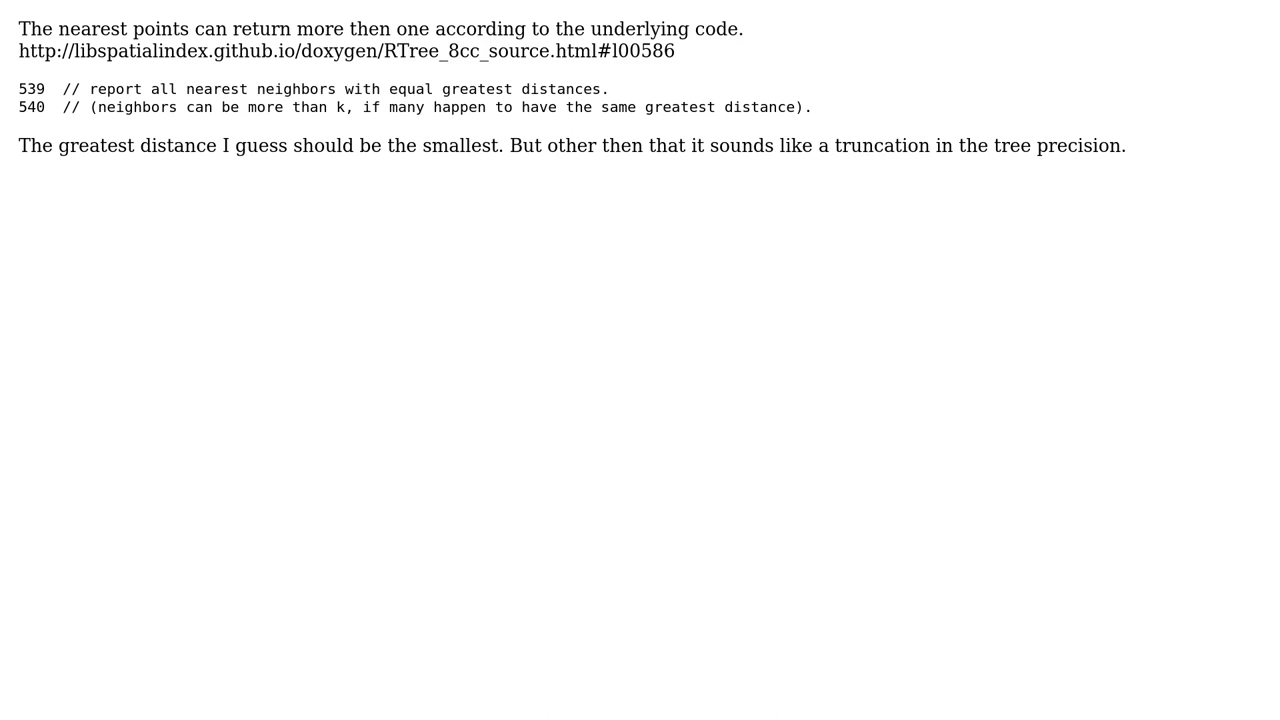 The nearest points can return more then one according to the underlying code.
http://libspatialindex.github.io/doxygen/RTree_8cc_source.html#l00586
539  // report all nearest neighbors with equal greatest distances.
540  // (neighbors can be more than k, if many happen to have the same greatest distance).
The greatest distance I guess should be the smallest. But other then that it sounds like a truncation in the tree precision.